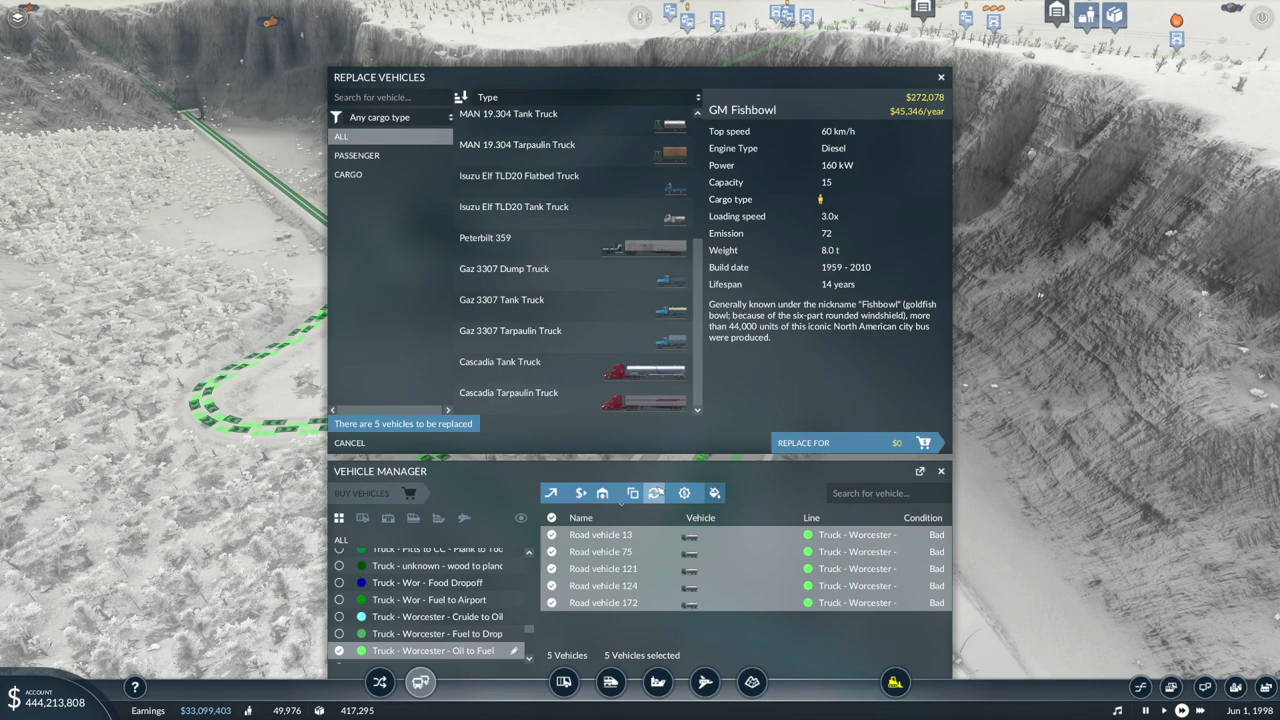 REPLACE VEHICLES
Search for vehicle...
Type
$272,078
$45,346/year
Any cargo type
ALL
PASSENGER
CARGO
MAN 19.304 Tank Truck
MAN 19.304 Tarpaulin Truck
Isuzu Elf TLD20 Flatbed Truck
Isuzu Elf TLD20 Tank Truck
Peterbilt 359
Gaz 3307 Dump Truck
Gaz 3307 Tank Truck
Gaz 3307 Tarpaulin Truck
Cascadia Tank Truck
Cascadia Tarpaulin Truck
GM Fishbowl
Top speed 60 km/h
Engine Type Diesel
Power 160 kW
Capacity 15
Cargo type
Loading speed 3.0x
Emission 72
Weight 8.0 t
Build date 1959 - 2010
Lifespan 14 years
Generally known under the nickname "Fishbowl" (goldfish
bowl; because of the six-part rounded windshield), more
than 44,000 units of this iconic North American city bus
were produced.
There are 5 vehicles to be replaced
CANCEL
REPLACE FOR $0
VEHICLE MANAGER
BUY VEHICLES
Search for vehicle...
ALL
Truck - Pitts to CC - Plank to Too
Truck - unknown - wood to planc
Truck - Wor - Food Dropoff
Truck - Wor - Fuel to Airport
Truck - Worcester - Cruide to Oil
Truck - Worcester - Fuel to Drop
Truck - Worcester - Oil to Fuel
Name Vehicle Line Condition
Road vehicle 13 Truck - Worcester - Bad
Road vehicle 75 Truck - Worcester - Bad
Road vehicle 121 Truck - Worcester - Bad
Road vehicle 124 Truck - Worcester - Bad
Road vehicle 172 Truck - Worcester - Bad
5 Vehicles 5 Vehicles selected
$ ACCOUNT
444,213,808
?
Earnings $33,099,403 49,976 417,295
Jun 1, 1998